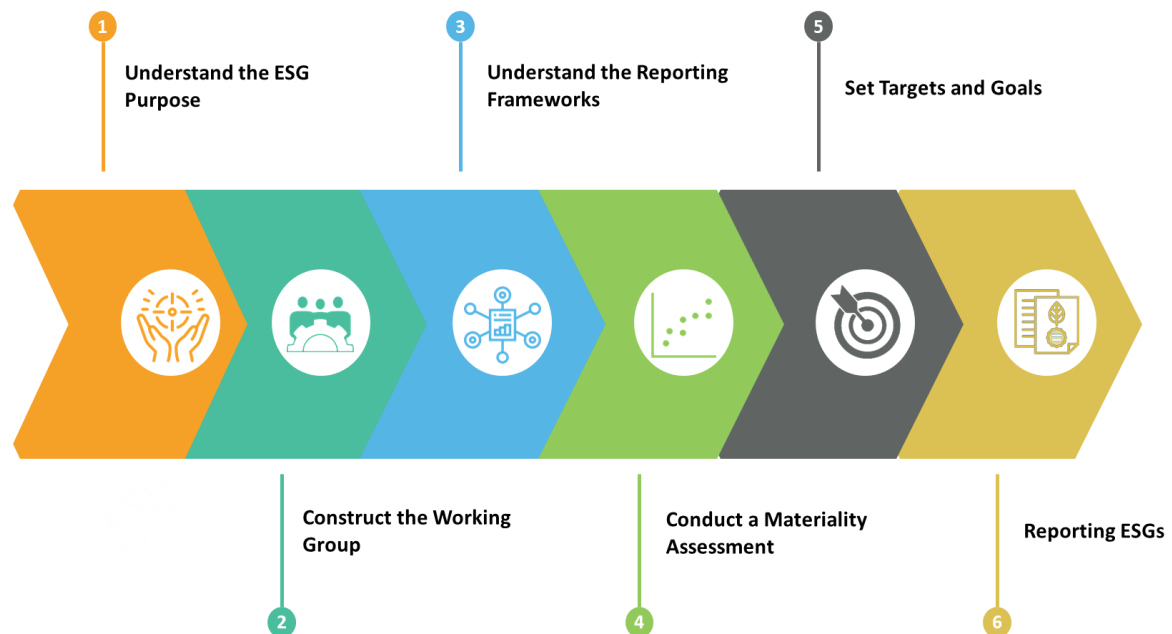 1
Understand the ESG
Purpose
2
Construct the Working
Group
3
Understand the Reporting
Frameworks
4
Conduct a Materiality
Assessment
5
Set Targets and Goals
6
Reporting ESGs